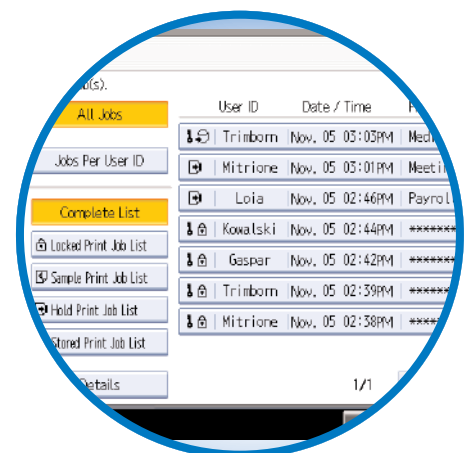 All Jobs
Jobs Per User ID
Complete List
Locked Print Job List
Sample Print Job List
Hold Print Job List
Stored Print Job List
Details
User ID Date / Time
Trimborn Nov. 05 03:03PM
Mitrione Nov. 05 03:01PM
Loia Nov. 05 02:46PM
Kowalski Nov. 05 02:44PM *******
Gaspar Nov. 05 02:42PM *******
Trimborn Nov. 05 02:39PM ******
Mitrione Nov. 05 02:38PM *****
1/1